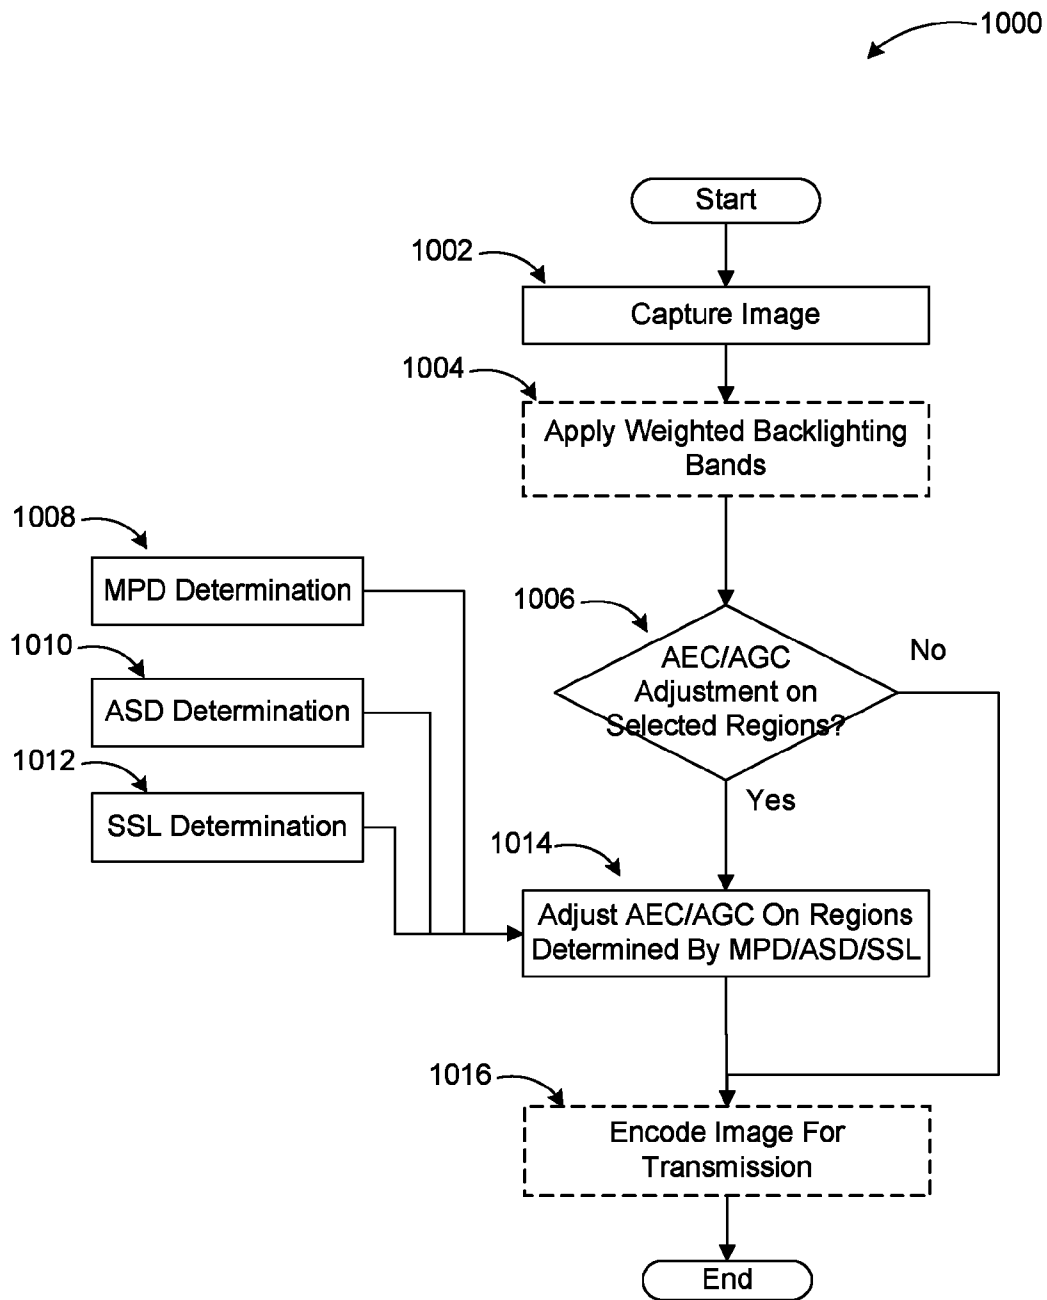 1000
Start
1002
Capture Image
1004
Apply Weighted Backlighting
Bands
1008
MPD Determination
1006
AEC/AGC
Adjustment on
Selected Regions?
No
1010
ASD Determination
1012
SSL Determination
Yes
1014
Adjust AEC/AGC On Regions
Determined By MPD/ASD/SSL
1016
Encode Image For
Transmission
End